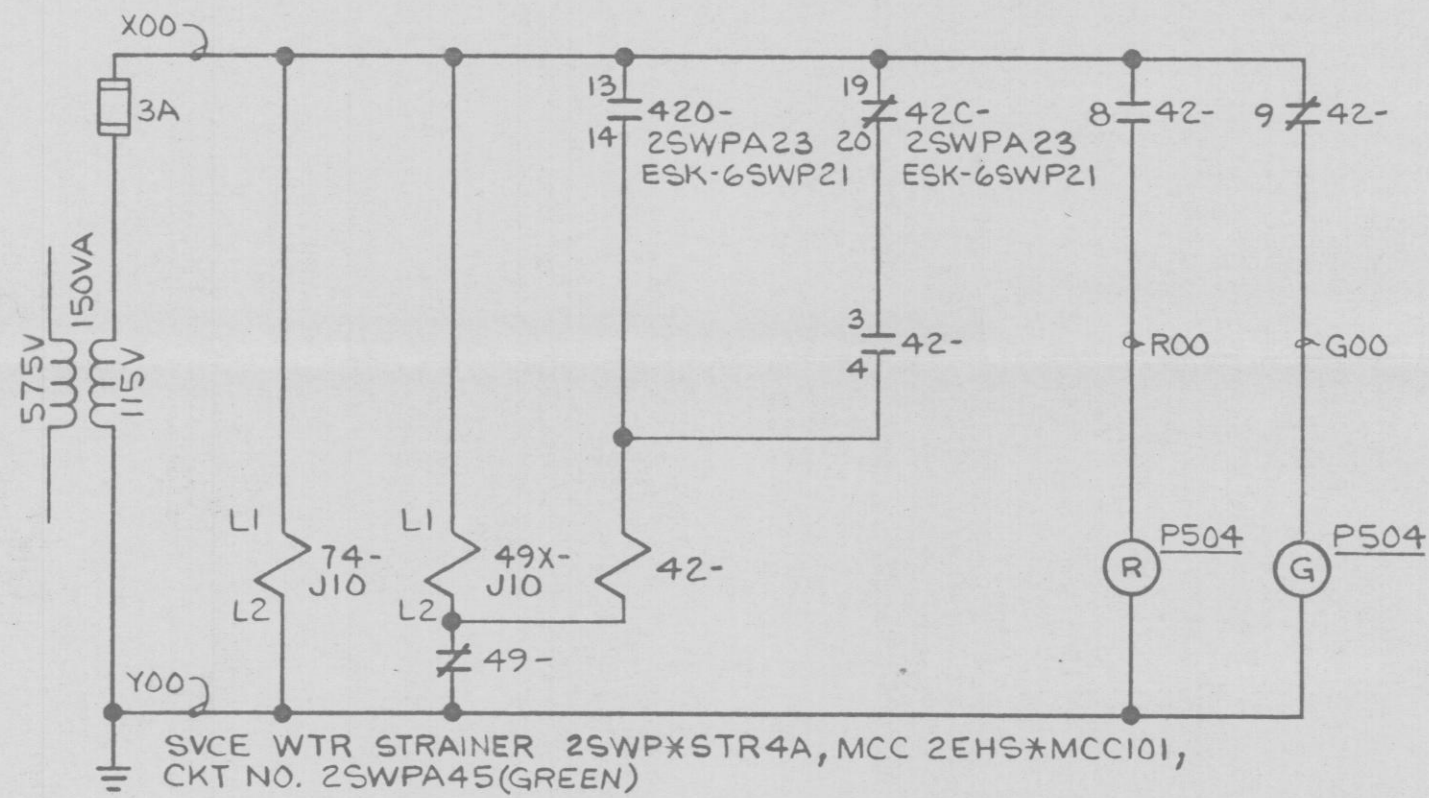 X00
3A
13
420-
14
2SWPA23
ESK-6SWP21
19
42C-
20
2SWPA23
ESK-6SWP21
8
42-
9
42-
575V
150VA
115V
3
42-
4
R00
G00
L1
74-
J10
L2
L1
49X-
J10
L2
42-
49-
R
P504
G
P504
Y00
SVCE WTR STRAINER 2SWP*STR4A, MCC 2EHS*MCC101,
CKT NO. 2SWPA45(GREEN)